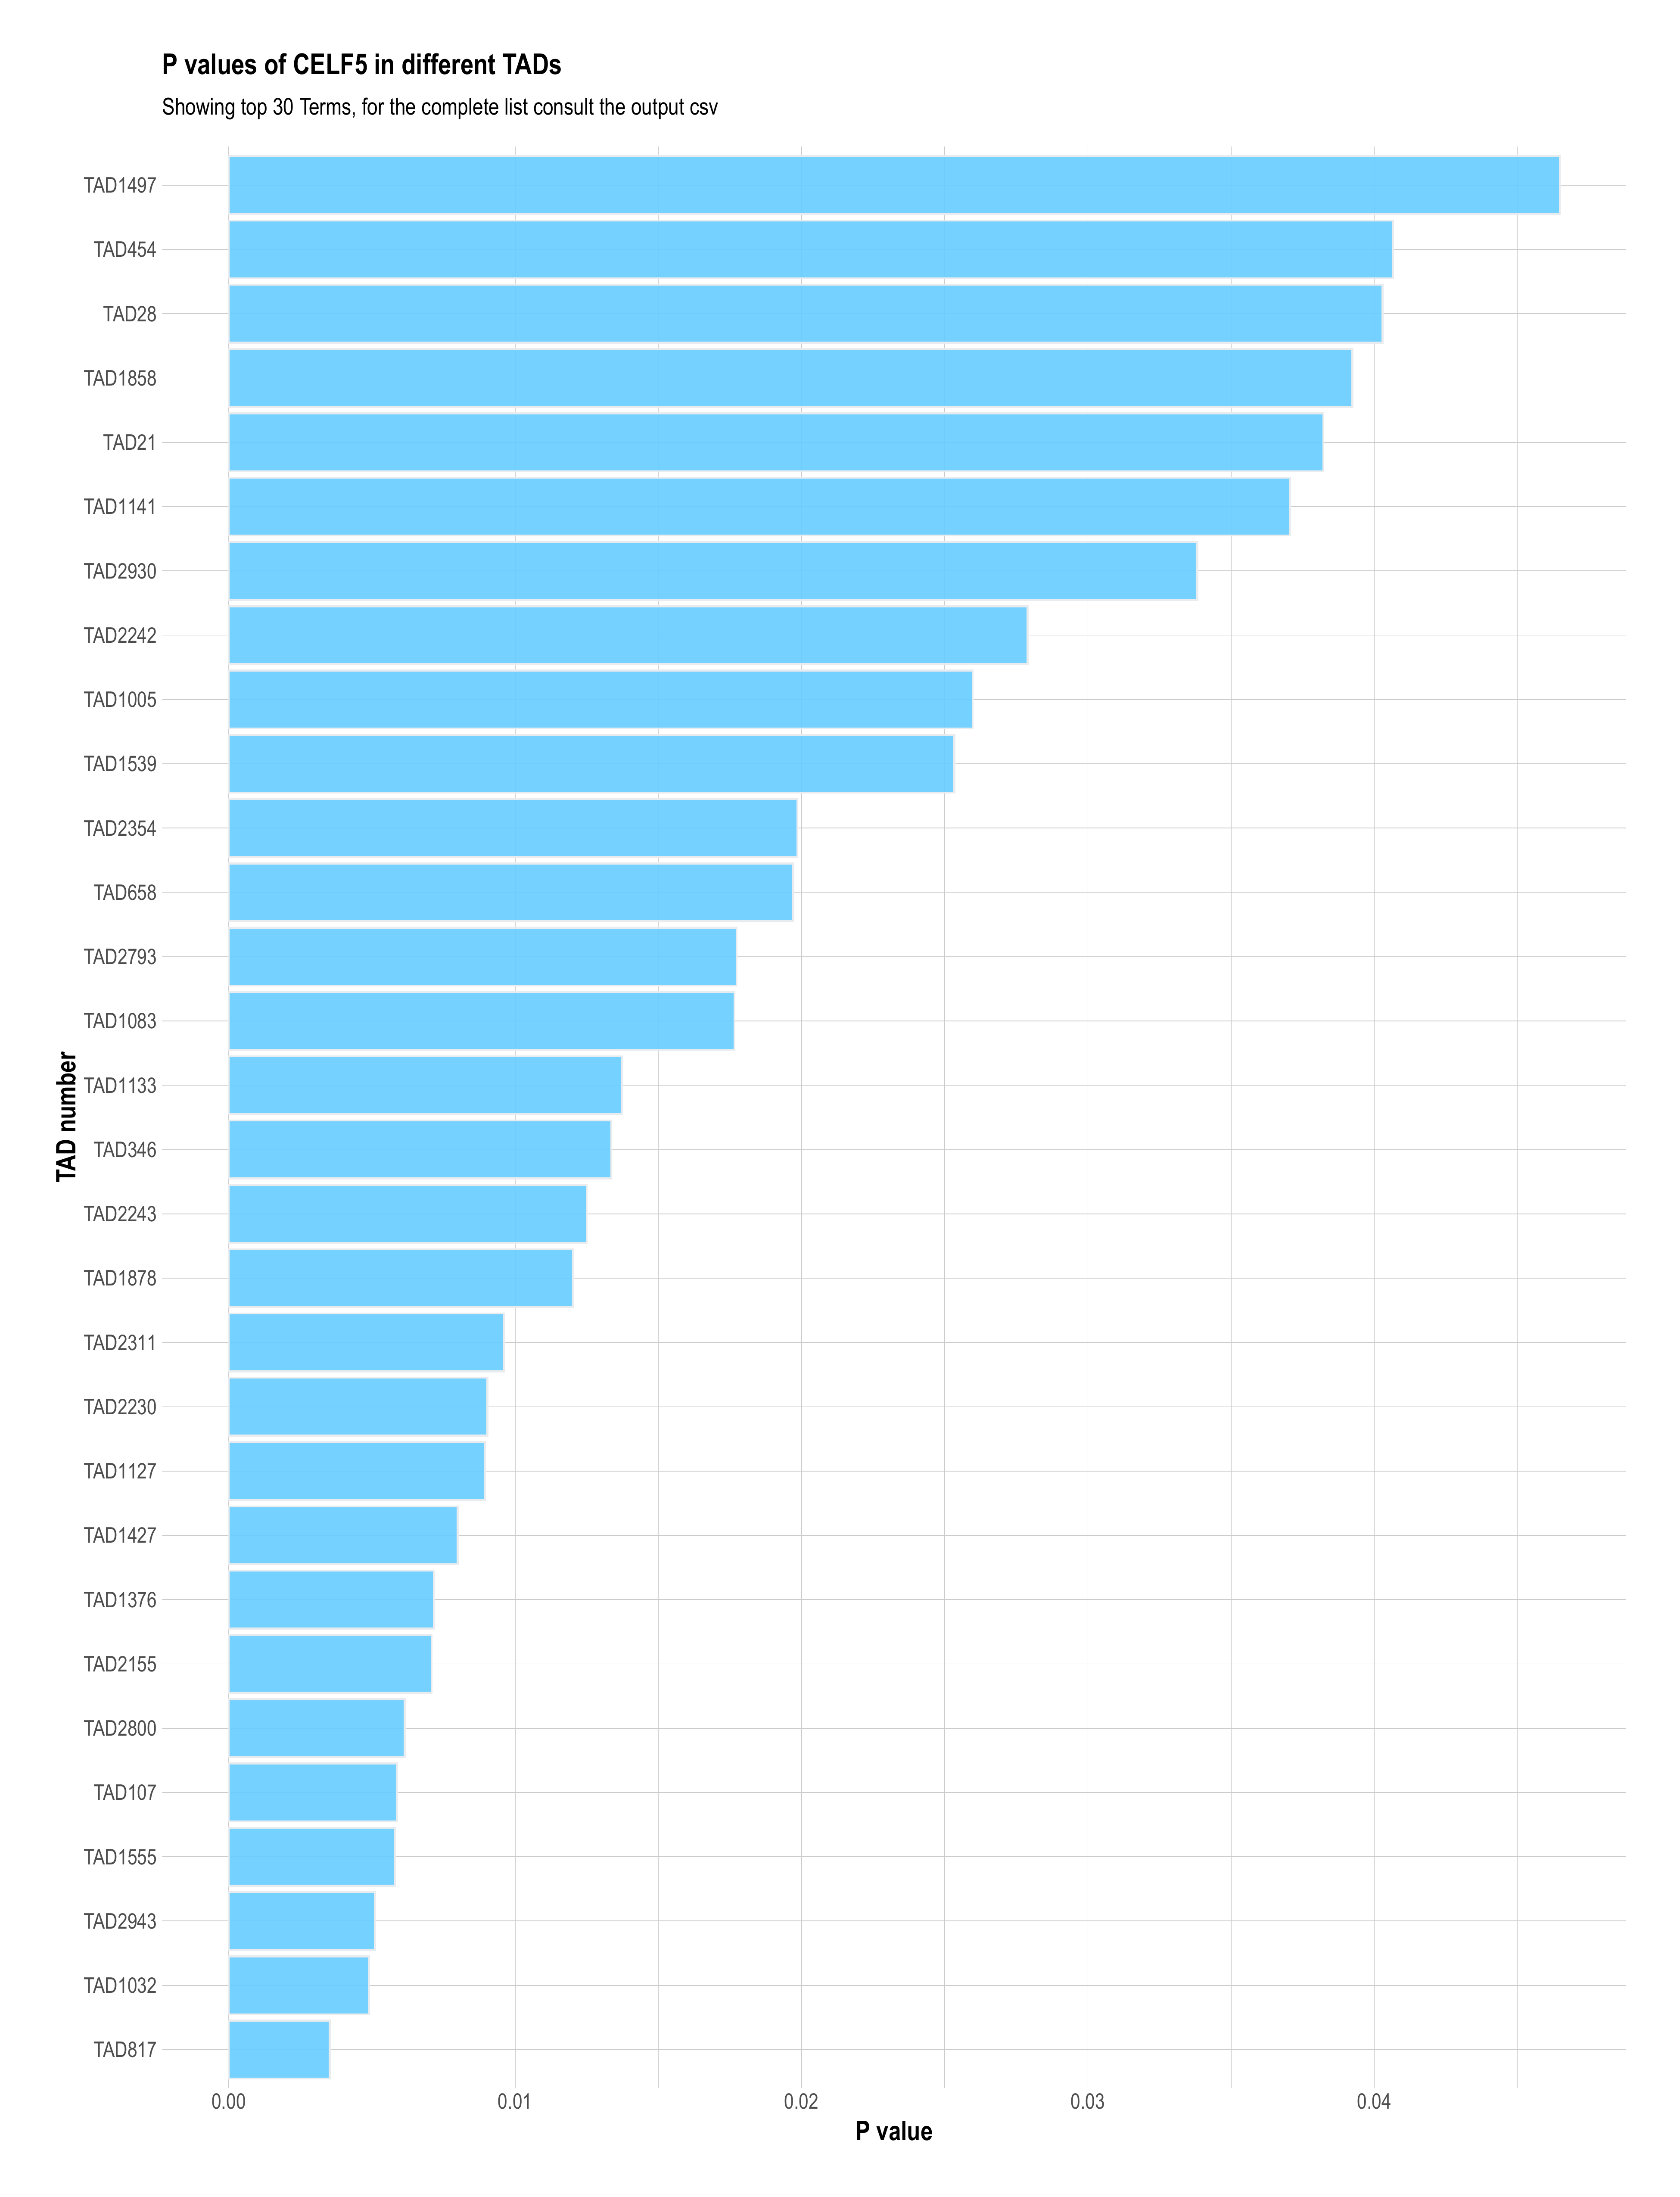 P values of CELF5 in different TADs
Showing top 30 Terms, for the complete list consult the output csv
TAD1497
TAD454
TAD28
TAD1858
TAD21
TAD1141
TAD2930
TAD2242
TAD1005
TAD1539
TAD2354
TAD658
TAD2793
TAD1083
TAD1133
TAD346
TAD2243
TAD1878
TAD2311
TAD2230
TAD1127
TAD1427
TAD1376
TAD2155
TAD2800
TAD107
TAD1555
TAD2943
TAD1032
TAD817
TAD number
0.00 0.01 0.02 0.03 0.04
P value